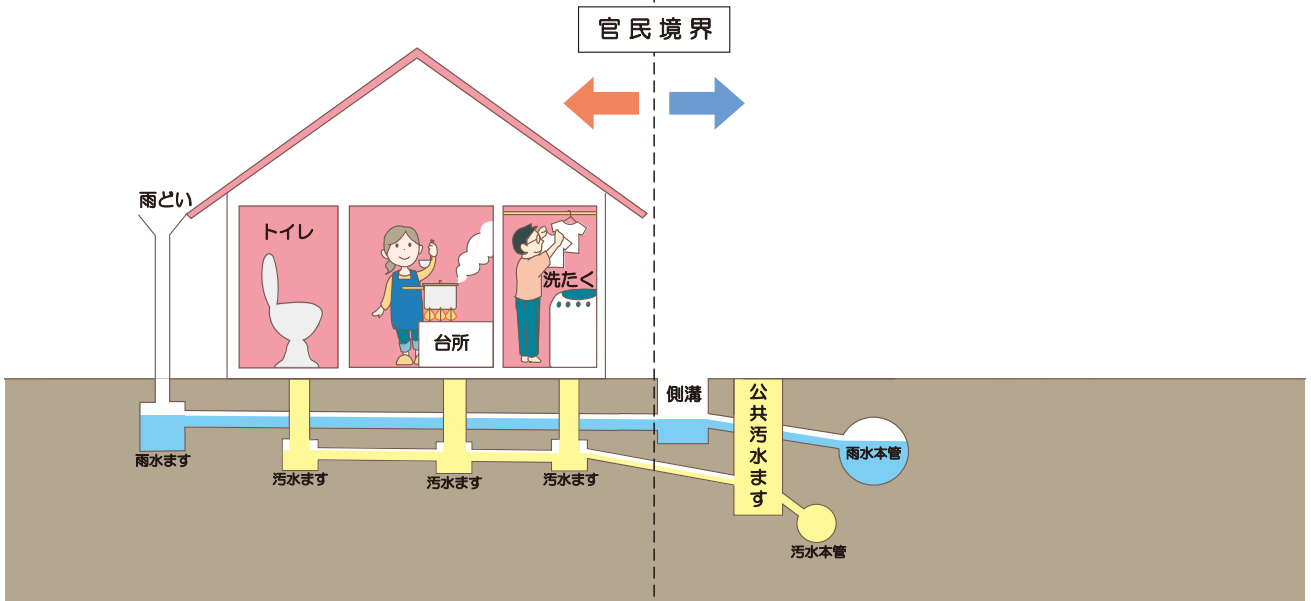 官民境界
雨どい
トイレ
洗たく
台所
側溝
公共汚水ます
雨水ます
汚水ます
汚水ます
汚水ます
雨水本管
汚水本管